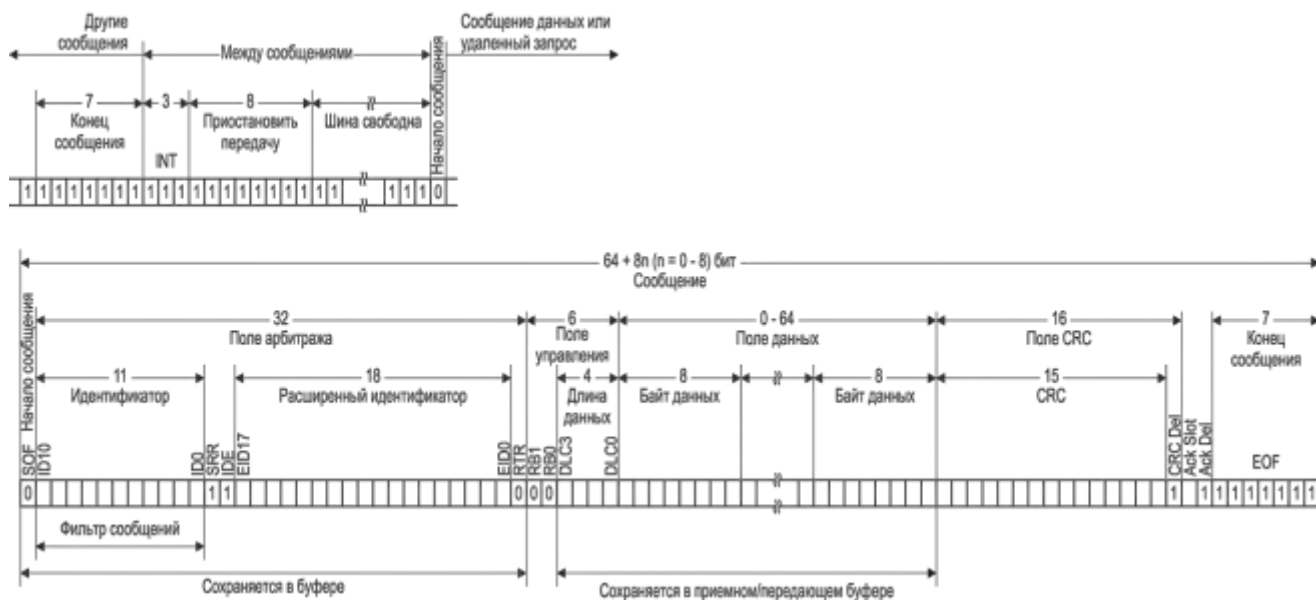 Другие
сообщения
Между сообщениями
Сообщение данных или
удаленный запрос
7
Конец
сообщения
3
INT
8
Приостановить
передачу
Шина свободна
Начало сообщения
1 1 1 1 1 1 1 1 1 1 1 1 1 1 1 1 1 1 1 1 1 1 1 1 0
64 + 8n (n = 0 - 8) бит
Сообщение
Начало сообщения
32
Поле арбитража
6
Поле
управления
0 - 64
Поле данных
16
Поле CRC
7
Конец
сообщения
11
Идентификатор
18
Расширенный идентификатор
4
Длина
данных
8
Байт данных
8
Байт данных
15
CRC
SOF
ID10
ID0
SRR
IDE
EID17
EID0
RTR
RB1
RB0
DLC3
DLC0
CRC Del
Ack Slot
Ack Del
EOF
0 1 1 0 0 0 1 1 1 1 1 1 1 1 1
Фильтр сообщений
Сохраняется в буфере
Сохраняется в приемном/передающем буфере